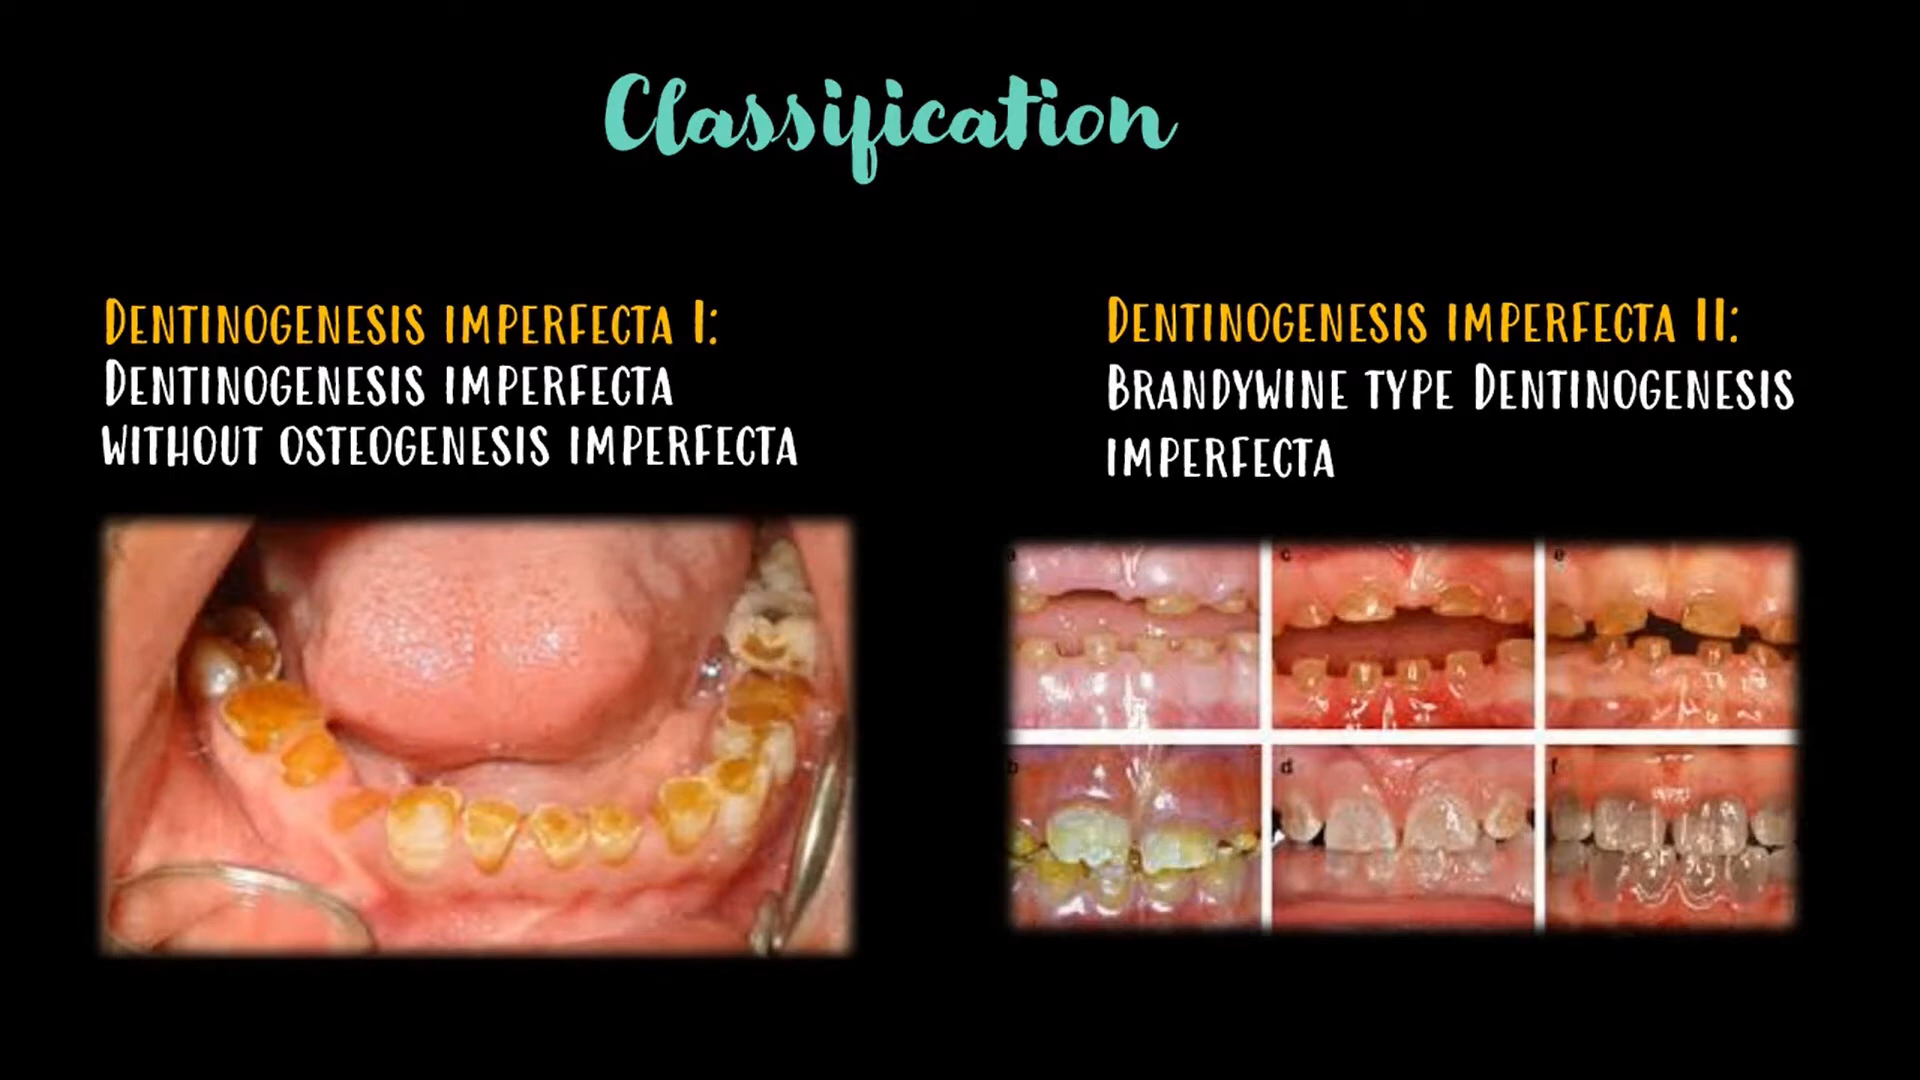 Classification
Dentinogenesis imperfecta I:
Dentinogenesis imperfecta
without osteogenesis imperfecta
Dentinogenesis imperfecta II:
Brandywine type Dentinogenesis
imperfecta
a
c
e
b
d
f